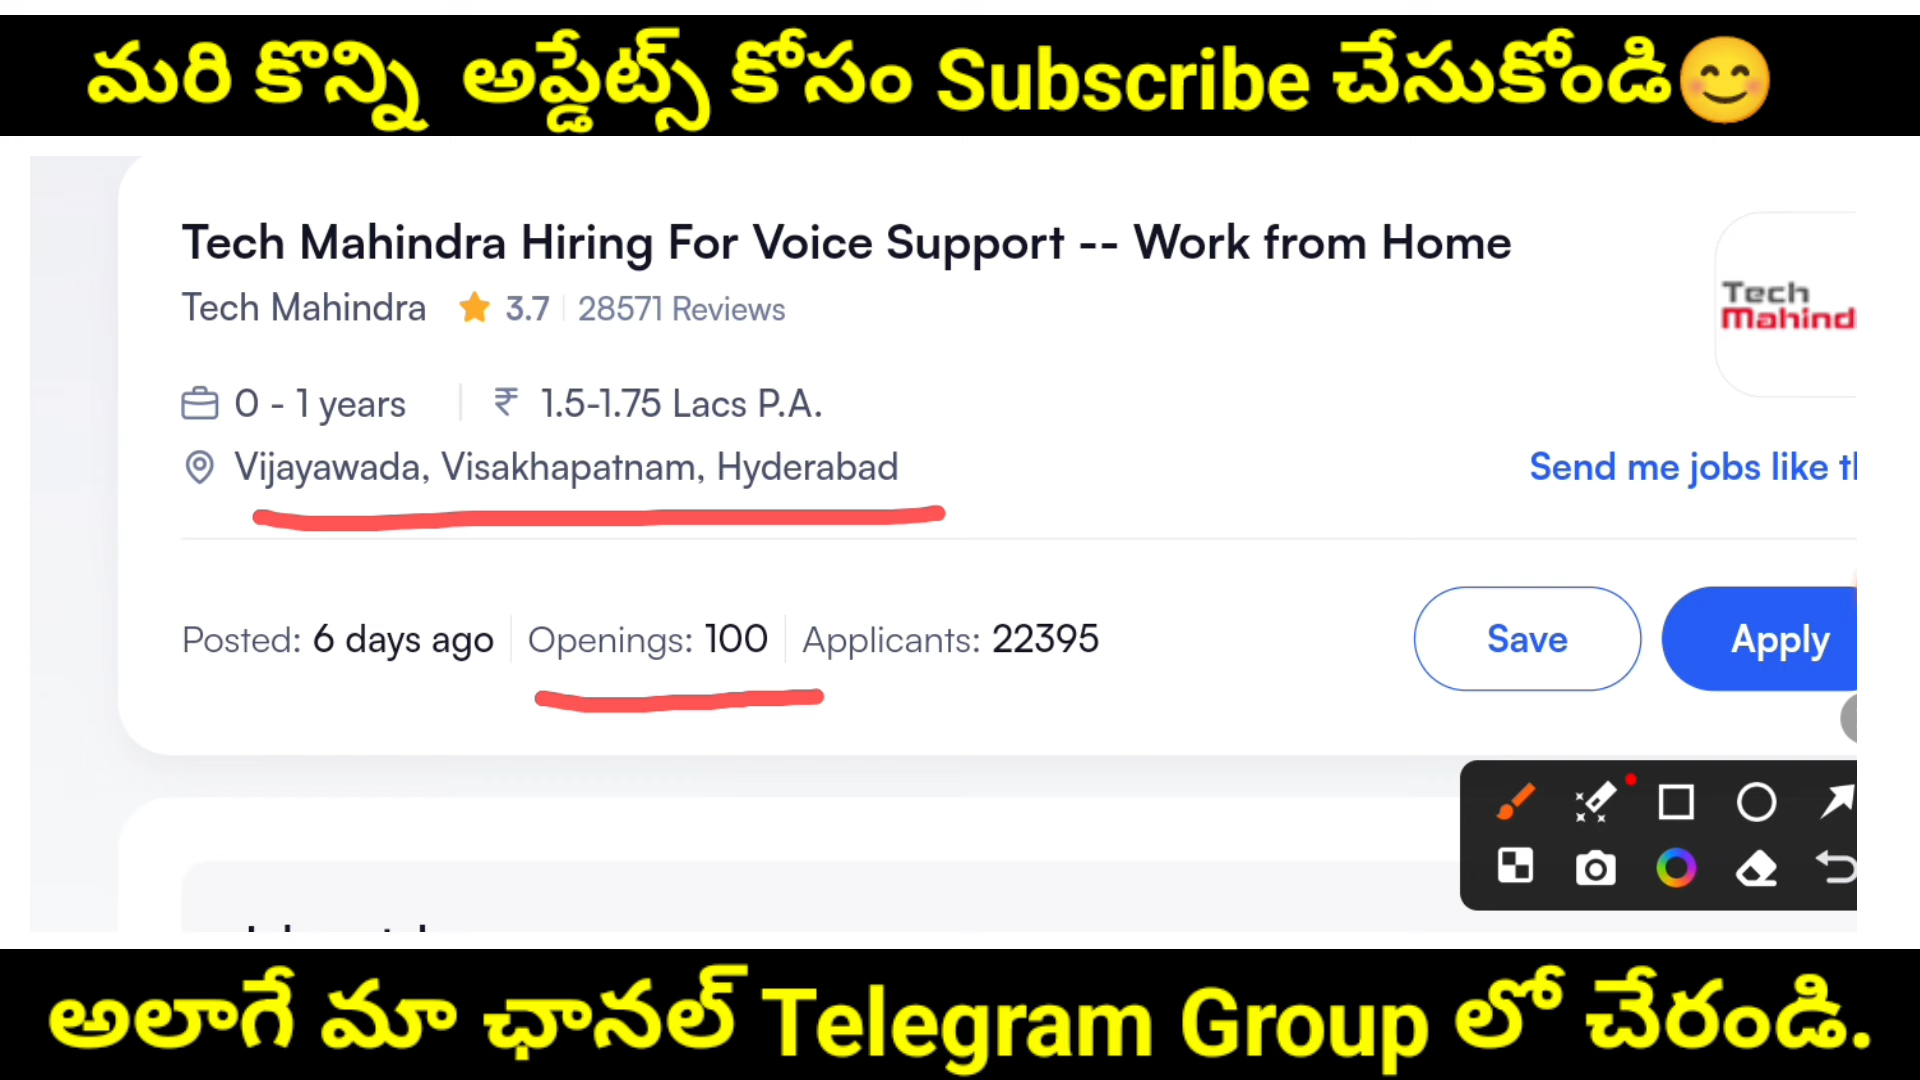 మరి కొన్ని అప్డేట్స్ కోసం Subscribe చేసుకోండి😊
Tech Mahindra Hiring For Voice Support -- Work from Home
Tech Mahindra 3.7 28571 Reviews
Tech
Mahind
0 - 1 years ₹ 1.5-1.75 Lacs P.A.
Vijayawada, Visakhapatnam, Hyderabad
Send me jobs like
Posted: 6 days ago Openings: 100 Applicants: 22395
Save Apply
అలాగే మా ఛానల్ Telegram Group లో చేరండి.